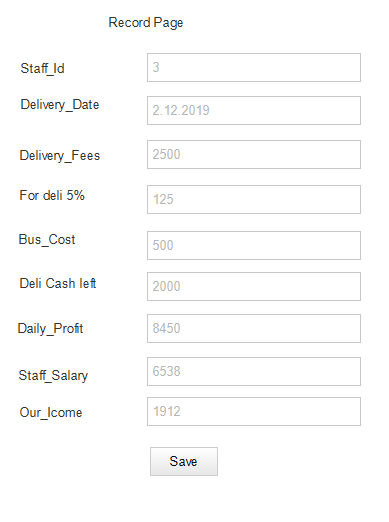 Record Page
Staff_Id 3
Delivery_Date 2.12.2019
Delivery_Fees 2500
For deli 5% 125
Bus_Cost 500
Deli Cash left 2000
Daily_Profit 8450
Staff_Salary 6538
Our_Icome 1912
Save